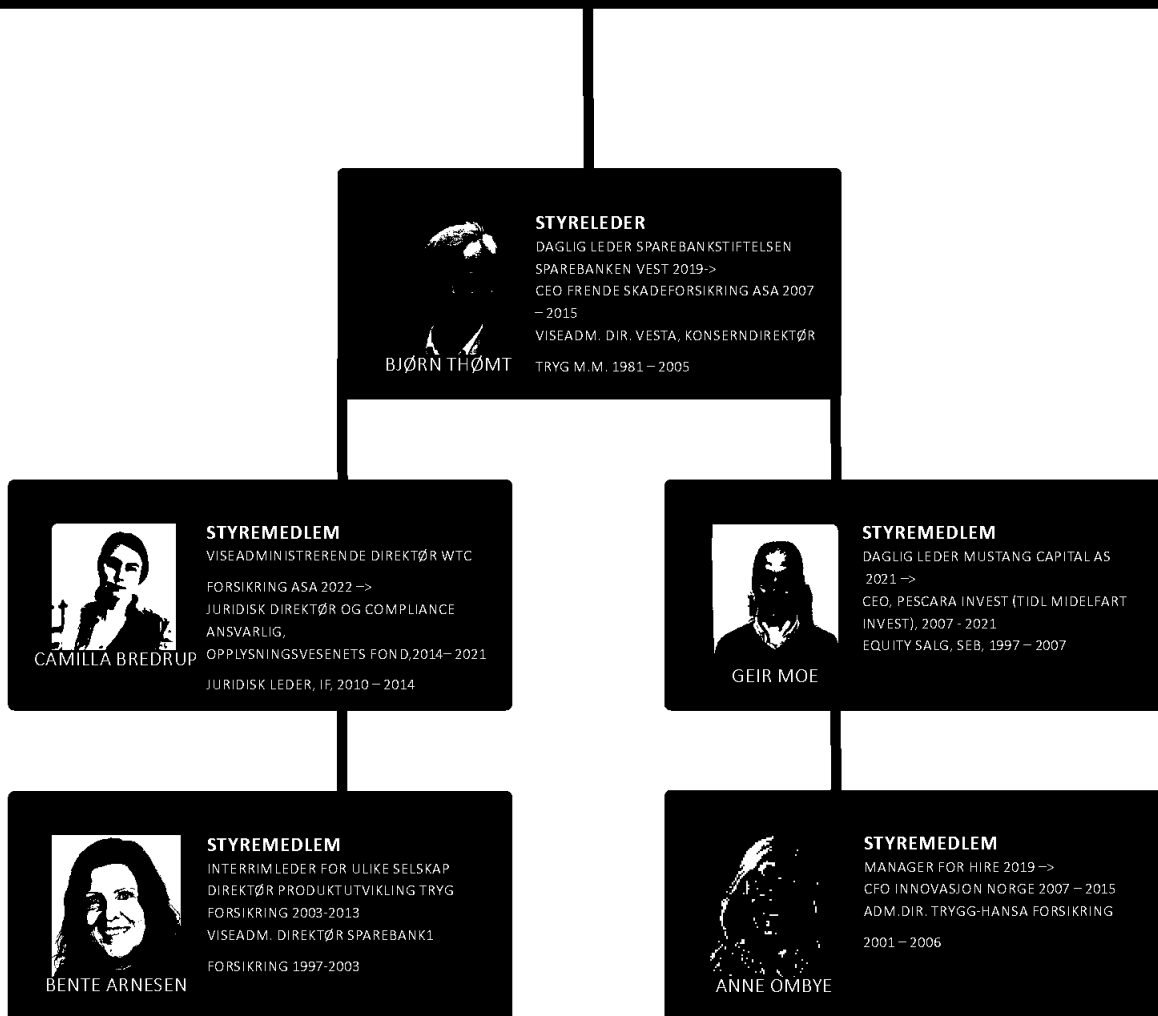 STYRELEDER
DAGLIG LEDER SPAREBANKSTIFTELSEN
SPAREBANKEN VEST 2019->
CEO FRENDE SKADEFORSIKRING ASA 2007
– 2015
VISEADM. DIR. VESTA, KONSERNDIREKTØR
TRYG M.M. 1981 – 2005
BJØRN THØMT
STYREMEDLEM
VISEADMINISTRERENDE DIREKTØR WTC
FORSIKRING ASA 2022 –>
JURIDISK DIREKTØR OG COMPLIANCE
ANSVARLIG,
OPPLYSNINGSVESENETS FOND,2014– 2021
JURIDISK LEDER, IF, 2010 – 2014
CAMILLA BREDRUP
STYREMEDLEM
DAGLIG LEDER MUSTANG CAPITAL AS
2021 –>
CEO, PESCARA INVEST (TIDL MIDELFART
INVEST), 2007 - 2021
EQUITY SALG, SEB, 1997 – 2007
GEIR MOE
STYREMEDLEM
INTERRIMLEDER FOR ULIKE SELSKAP
DIREKTØR PRODUKTUTVIKLING TRYG
FORSIKRING 2003-2013
VISEADM. DIREKTØR SPAREBANK1
FORSIKRING 1997-2003
BENTE ARNESEN
STYREMEDLEM
MANAGER FOR HIRE 2019 –>
CFO INNOVASJON NORGE 2007 – 2015
ADM.DIR. TRYGG-HANSA FORSIKRING
2001 – 2006
ANNE OMBYE